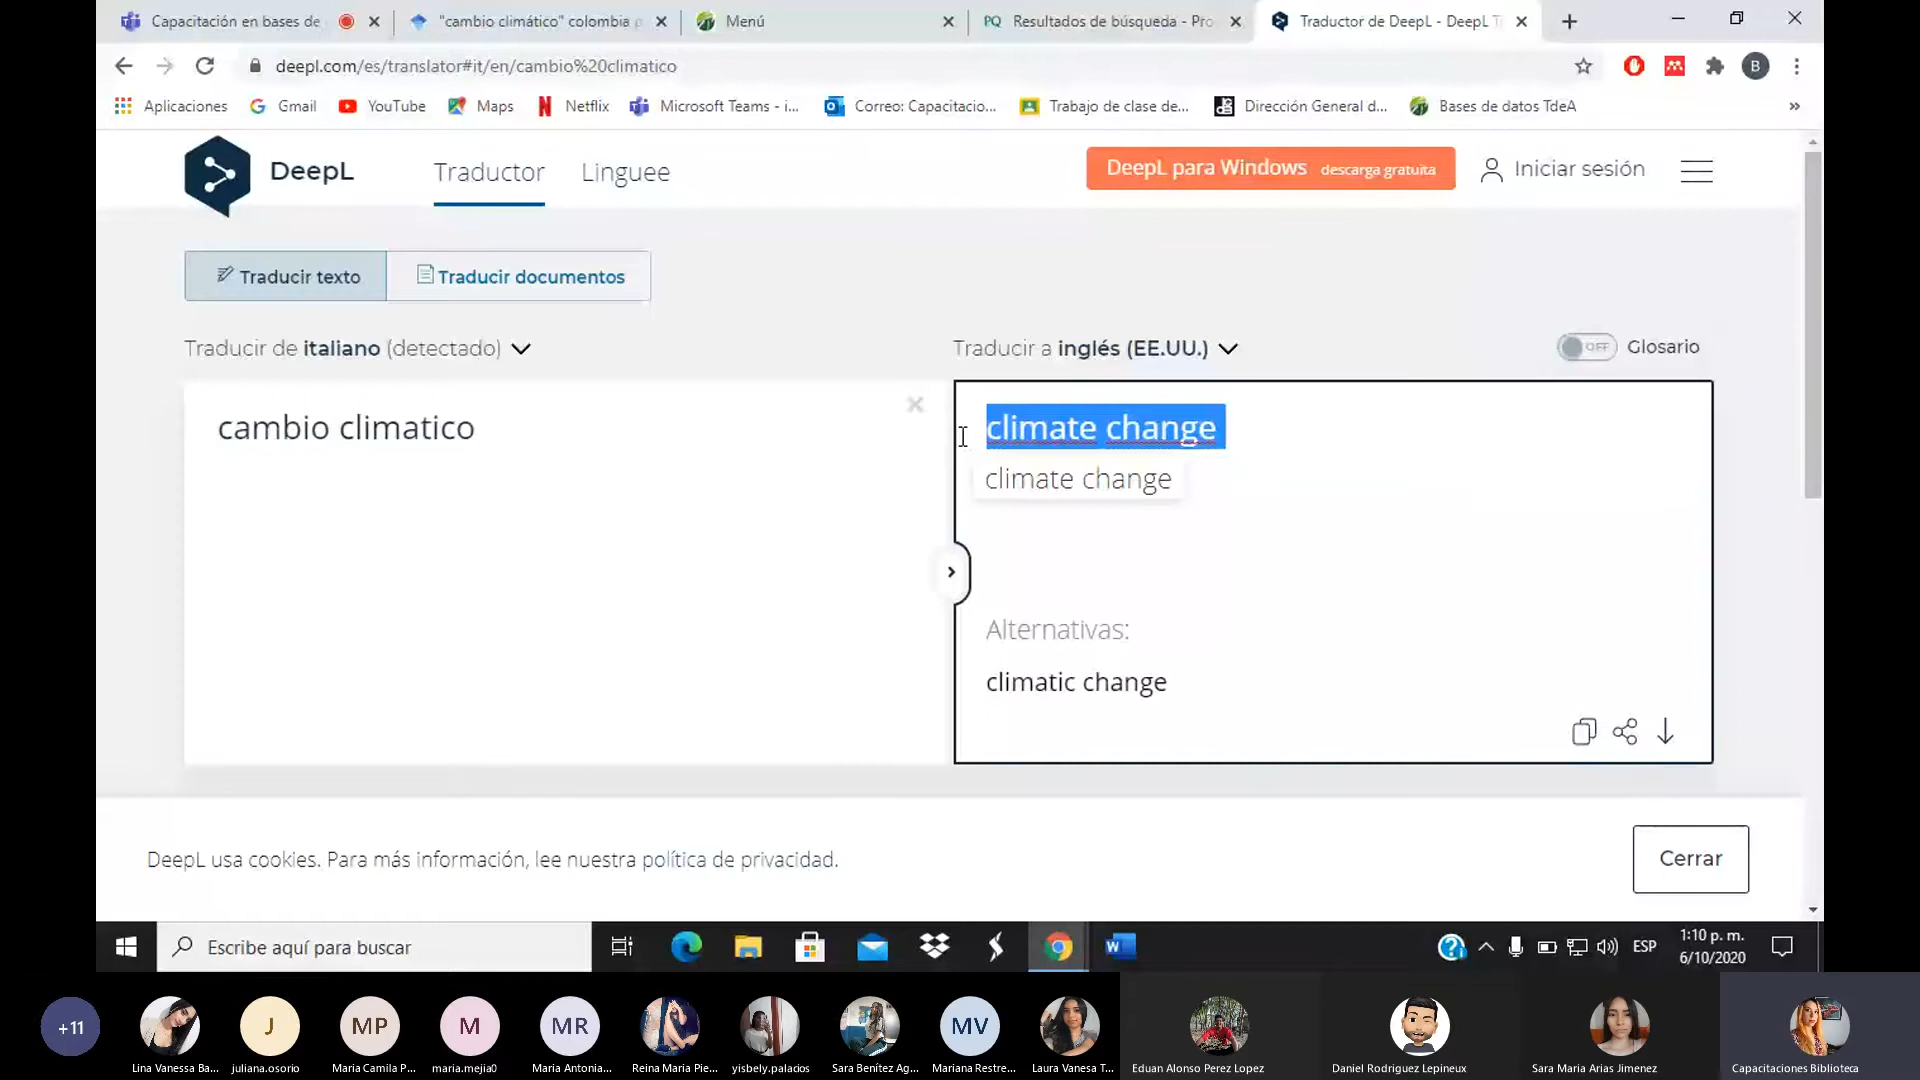 Capacitación en bases de
"cambio climático" colombia p
Menú
PQ Resultados de búsqueda - Pro
Traductor de DeepL - DeepL T
deepl.com/es/translator#it/en/cambio%20climatico
B
Aplicaciones
Gmail
YouTube
Maps
Netflix
Microsoft Teams - i...
Correo: Capacitacio...
Trabajo de clase de...
Dirección General d...
Bases de datos TdeA
»
DeepL
Traductor
Linguee
DeepL para Windows descarga gratuita
Iniciar sesión
Traducir texto
Traducir documentos
Traducir de italiano (detectado)
Traducir a inglés (EE.UU.)
OFF
Glosario
cambio climatico
climate change
climate change
Alternativas:
climatic change
DeepL usa cookies. Para más información, lee nuestra política de privacidad.
Cerrar
Escribe aquí para buscar
ESP
1:10 p. m.
6/10/2020
+11
J
MP
M
MR
MV
Lina Vanessa Ba...
juliana.osorio
Maria Camila P...
maria.mejia0
Maria Antonia...
Reina Maria Pie...
yisbely.palacios
Sara Benítez Ag...
Mariana Restre...
Laura Vanesa T...
Eduan Alonso Perez Lopez
Daniel Rodriguez Lepineux
Sara Maria Arias Jimenez
Capacitaciones Biblioteca